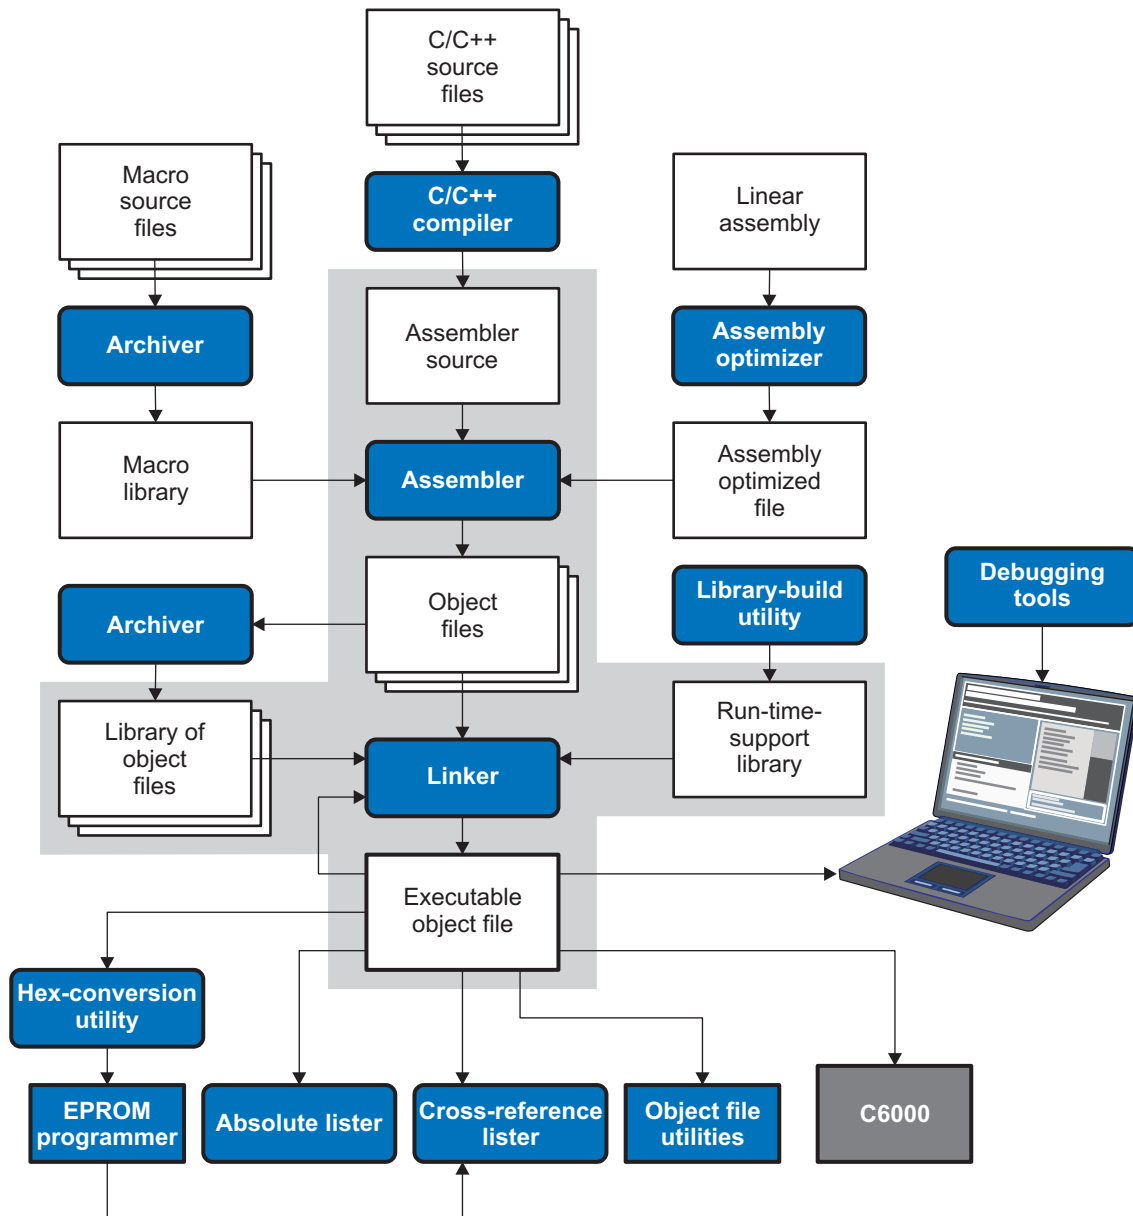 C/C++
source
files
Macro
source
files
C/C++
compiler
Linear
assembly
Archiver
Assembler
source
Assembly
optimizer
Macro
library
Assembler
Assembly
optimized
file
Archiver
Object
files
Library-build
utility
Debugging
tools
Library of
object
files
Linker
Run-time-
support
library
Executable
object file
Hex-conversion
utility
EPROM
programmer
Absolute lister
Cross-reference
lister
Object file
utilities
C6000